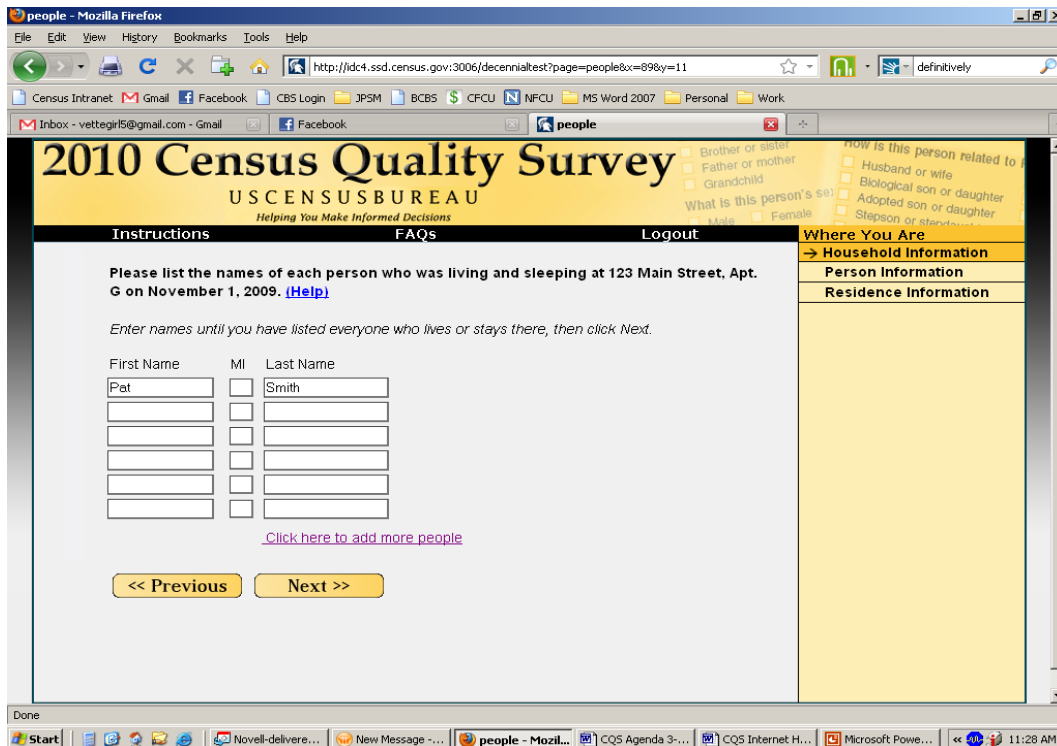 people - Mozilla Firefox
File Edit View History Bookmarks Tools Help
http://idc4.ssd.census.gov:3006/decennialtest?page=people&x=89&y=11
definitively
Census Intranet Gmail Facebook CBS Login JPSM BCBS CFCU NFCU MS Word 2007 Personal Work
Inbox - vettegirl5@gmail.com - Gmail Facebook people
2010 Census Quality Survey
USCENSUSBUREAU
Helping You Make Informed Decisions
Brother or sister
Father or mother
Grandchild
What is this person's sex
Male Female
How is this person related to
Husband or wife
Biological son or daughter
Adopted son or daughter
Stepson or stepdaughter
Instructions FAQs Logout
Where You Are
→ Household Information
Person Information
Residence Information
Please list the names of each person who was living and sleeping at 123 Main Street, Apt.
G on November 1, 2009. (Help)
Enter names until you have listed everyone who lives or stays there, then click Next.
First Name MI Last Name
Pat Smith
Click here to add more people
<< Previous Next >>
Done
Start Novell-delivere... New Message -... people - Mozil... CQS Agenda 3-... CQS Internet H... Microsoft Powe... « 11:28 AM